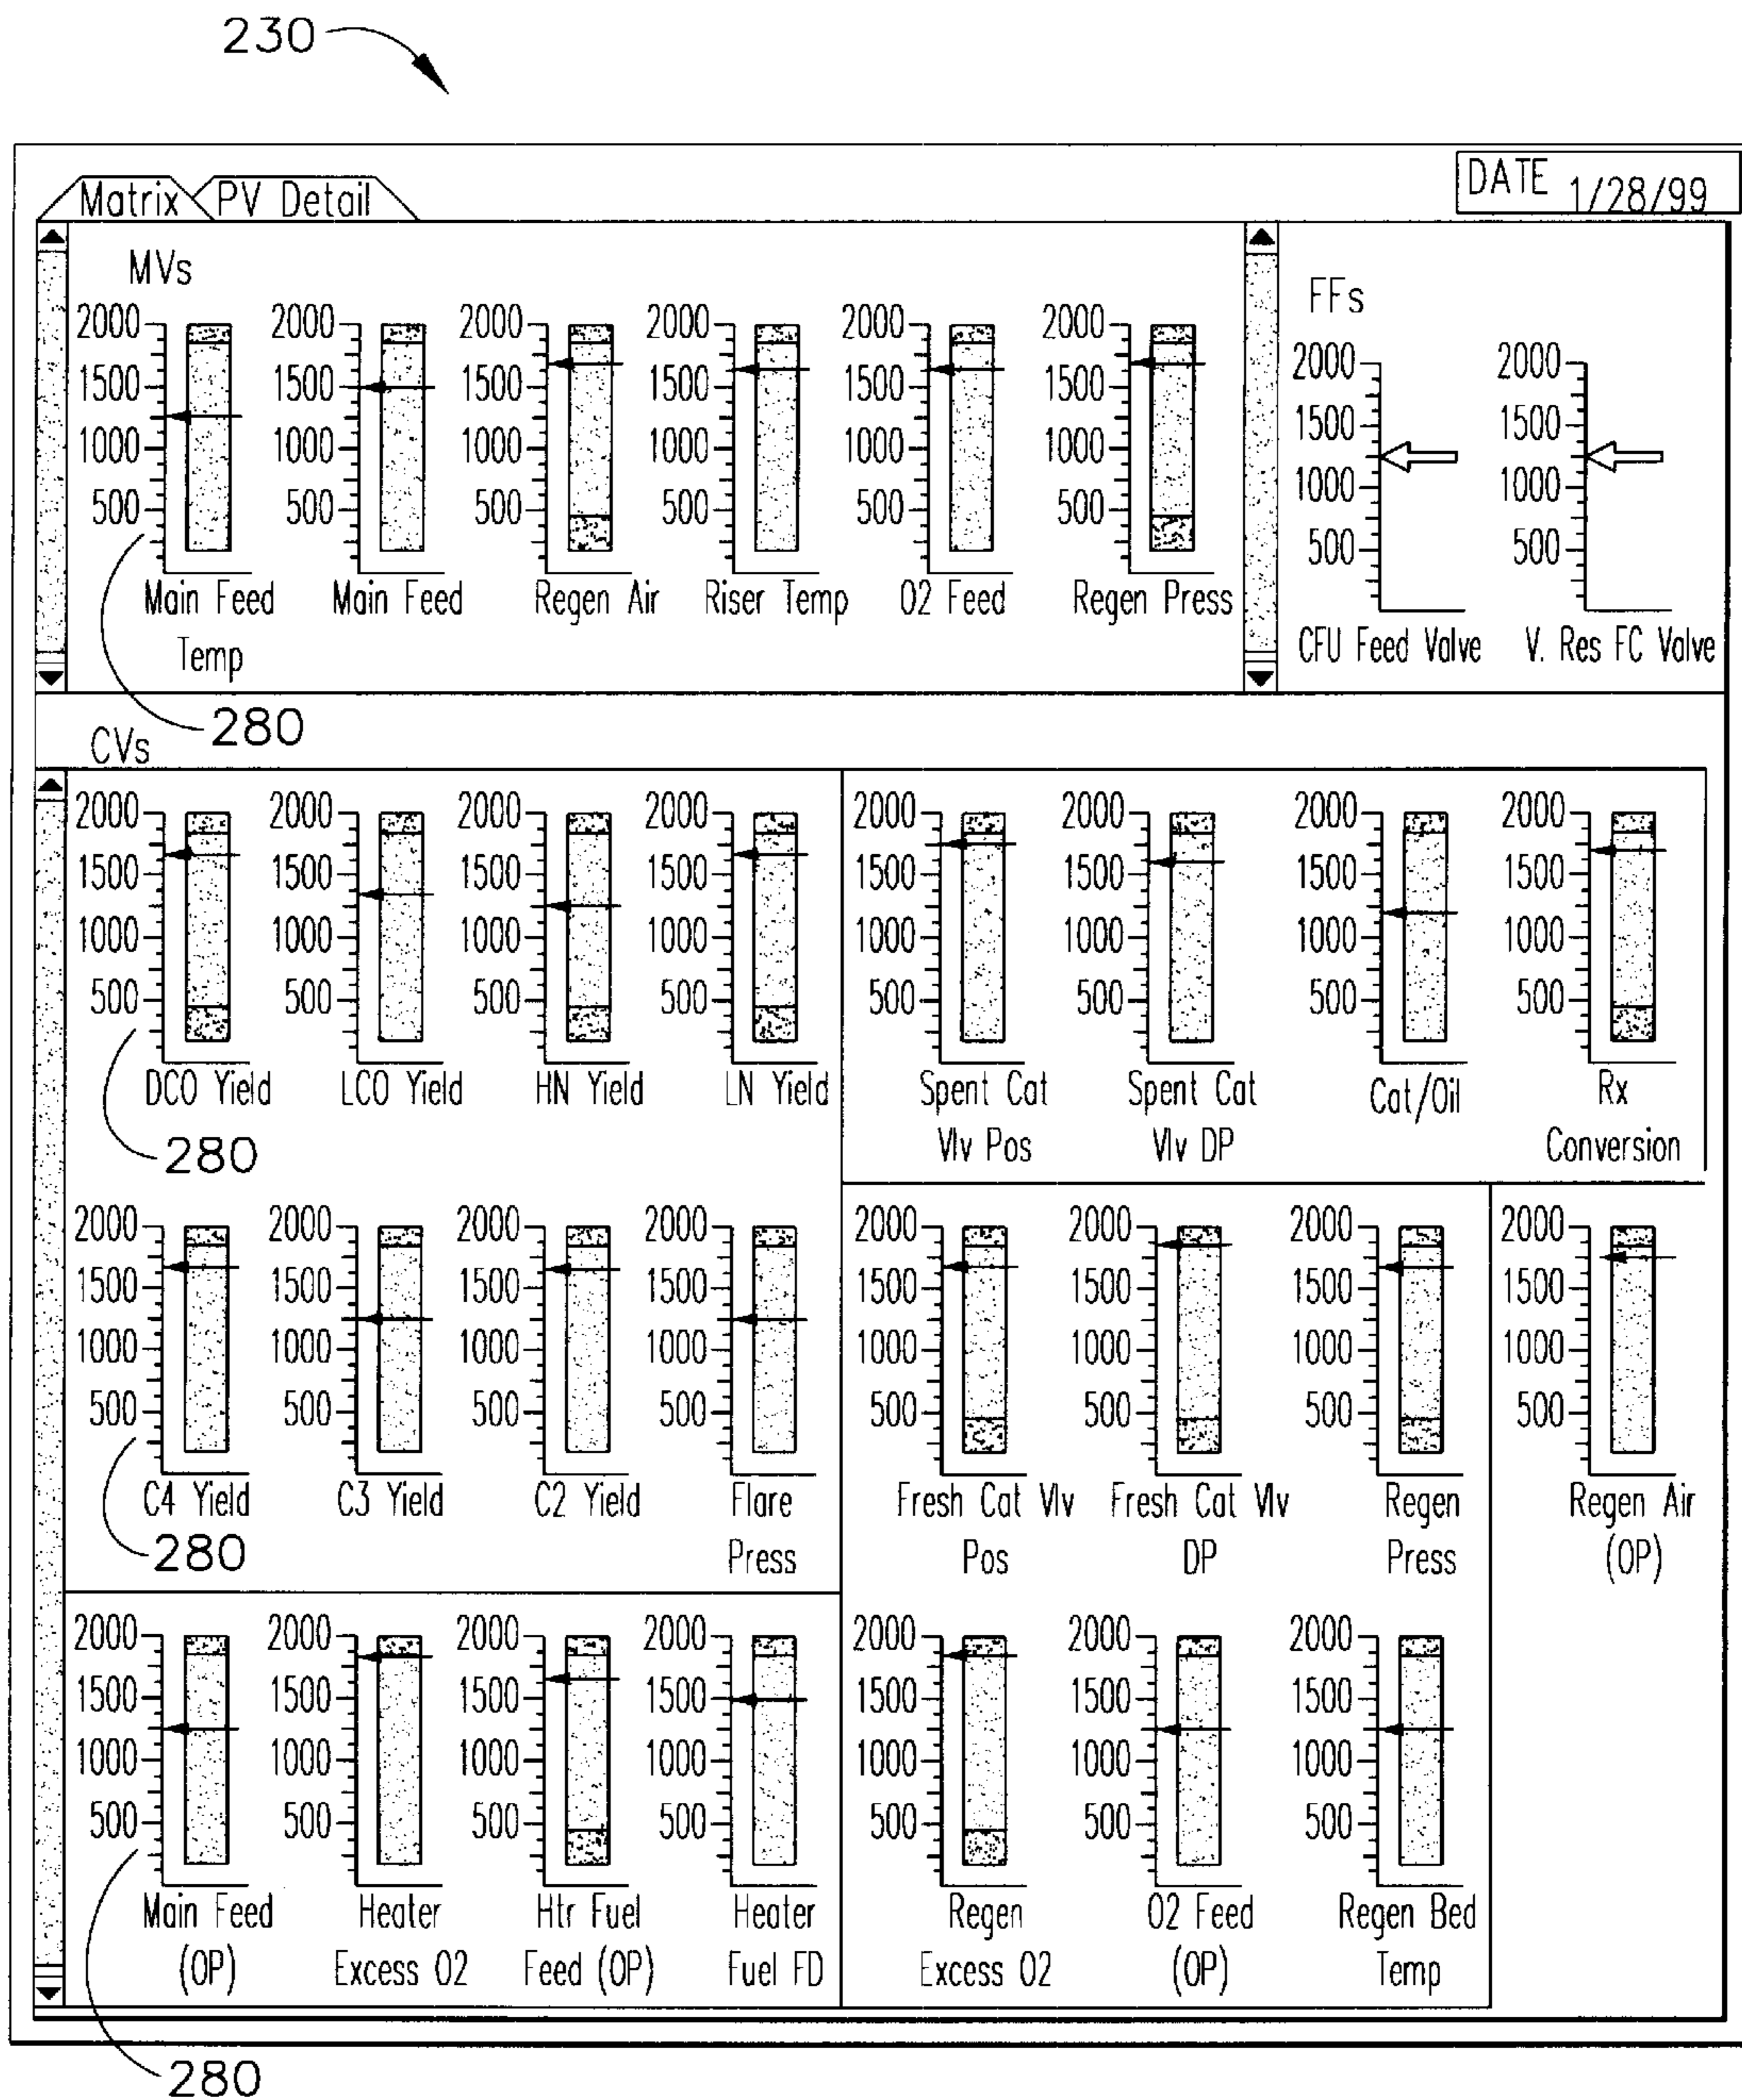 230
Matrix PV Detail
DATE 1/28/99
MVs
FFs
2000 2000 2000 2000 2000 2000
1500 1500 1500 1500 1500 1500
1000 1000 1000 1000 1000 1000
500 500 500 500 500 500
Main Feed Temp
Main Feed
Regen Air
Riser Temp
O2 Feed
Regen Press
2000 2000
1500 1500
1000 1000
500 500
CFU Feed Valve
V. Res FC Valve
280
CVs
2000 2000 2000 2000 2000 2000 2000 2000
1500 1500 1500 1500 1500 1500 1500 1500
1000 1000 1000 1000 1000 1000 1000 1000
500 500 500 500 500 500 500 500
DCO Yield
LCO Yield
HN Yield
LN Yield
Spent Cat Vlv Pos
Spent Cat Vlv DP
Cat/Oil
Rx Conversion
280
2000 2000 2000 2000 2000 2000 2000 2000
1500 1500 1500 1500 1500 1500 1500 1500
1000 1000 1000 1000 1000 1000 1000 1000
500 500 500 500 500 500 500 500
C4 Yield
C3 Yield
C2 Yield
Flare Press
Fresh Cat Vlv Pos
Fresh Cat Vlv DP
Regen Press
Regen Air (OP)
280
2000 2000 2000 2000 2000 2000 2000
1500 1500 1500 1500 1500 1500 1500
1000 1000 1000 1000 1000 1000 1000
500 500 500 500 500 500 500
Main Feed (OP)
Heater Excess O2
Htr Fuel Feed (OP)
Heater Fuel FD
Regen Excess O2
O2 Feed (OP)
Regen Bed Temp
280